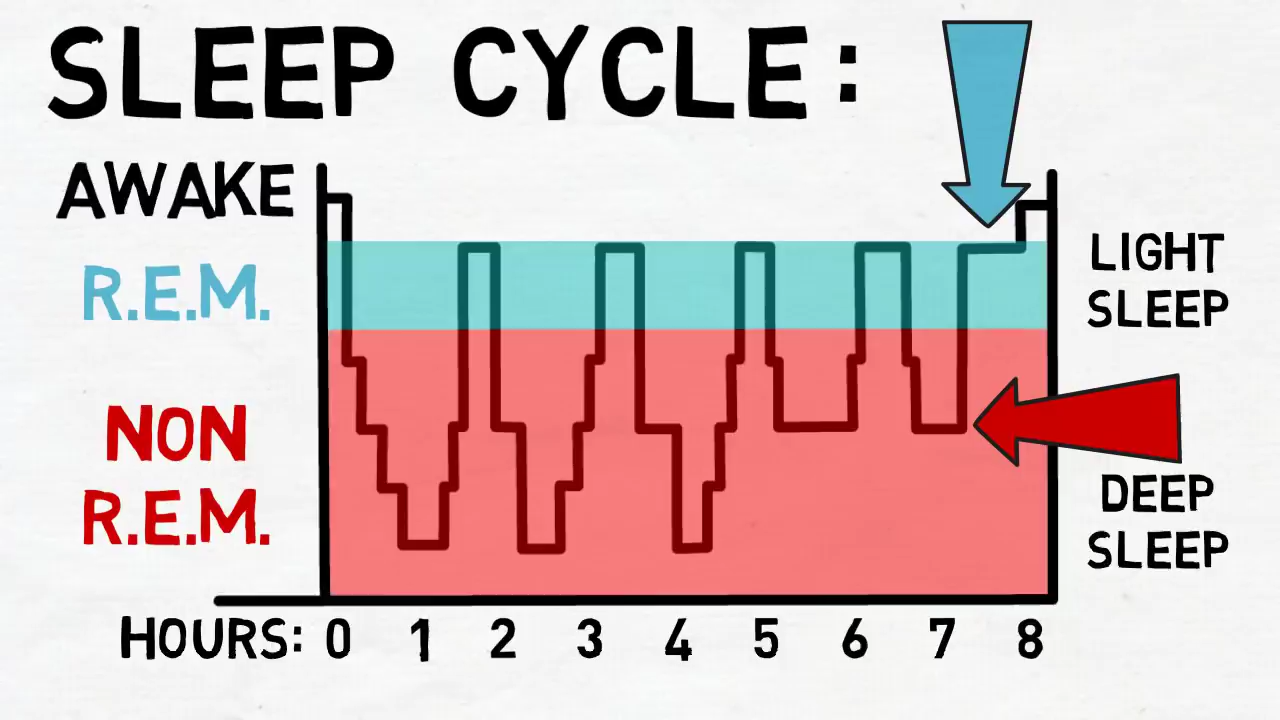 SLEEP CYCLE:
AWAKE
R.E.M.
NON
R.E.M.
LIGHT
SLEEP
DEEP
SLEEP
HOURS: 0 1 2 3 4 5 6 7 8